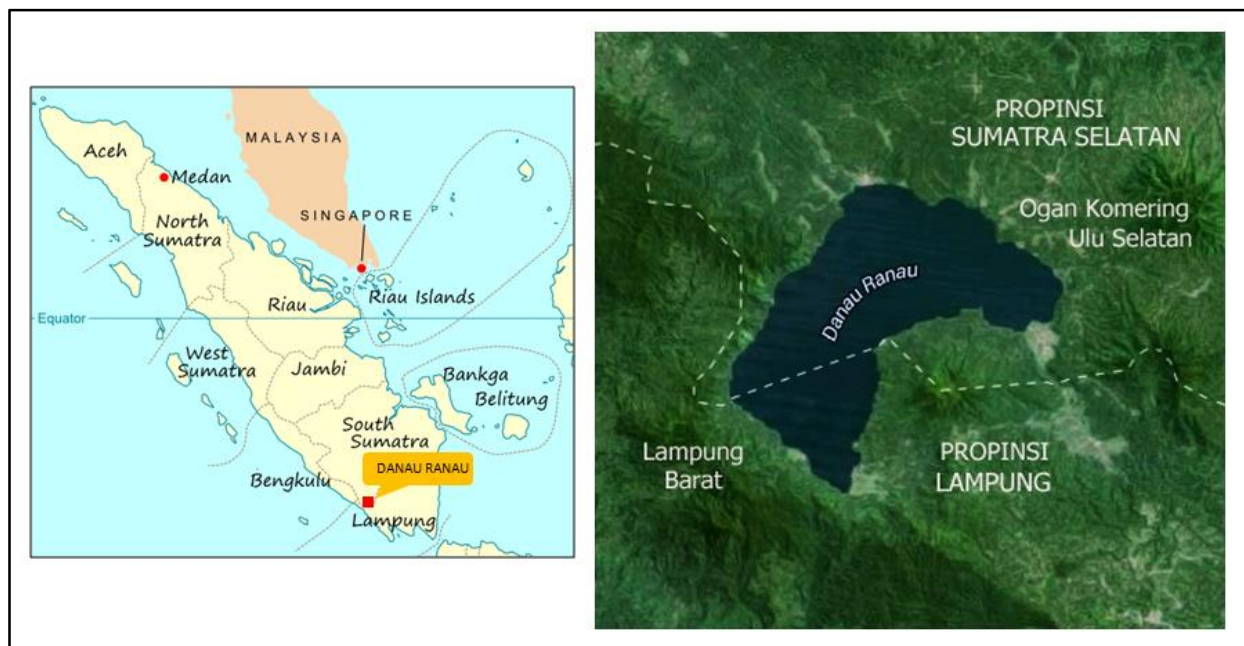 Aceh
Medan
North
Sumatra
MALAYSIA
SINGAPORE
Riau
Riau Islands
Equator
West
Sumatra
Jambi
Bankga
Belitung
South
Sumatra
DANAU RANAU
Bengkulu
Lampung
PROPINSI
SUMATRA SELATAN
Ogan Komering
Ulu Selatan
Danau Ranau
Lampung
Barat
PROPINSI
LAMPUNG